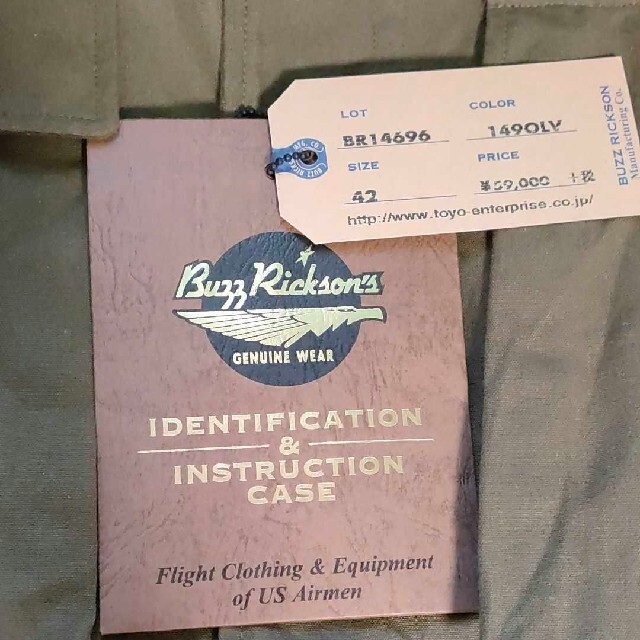 LOT
COLOR
BR14696
149OLV
SIZE
PRICE
42
¥59,000 +税
http://www.toyo-enterprise.co.jp/
BUZZ RICKSON
Manufacturing Co.
Buzz Rickson's
GENUINE WEAR
IDENTIFICATION
&
INSTRUCTION
CASE
Flight Clothing & Equipment
of US Airmen